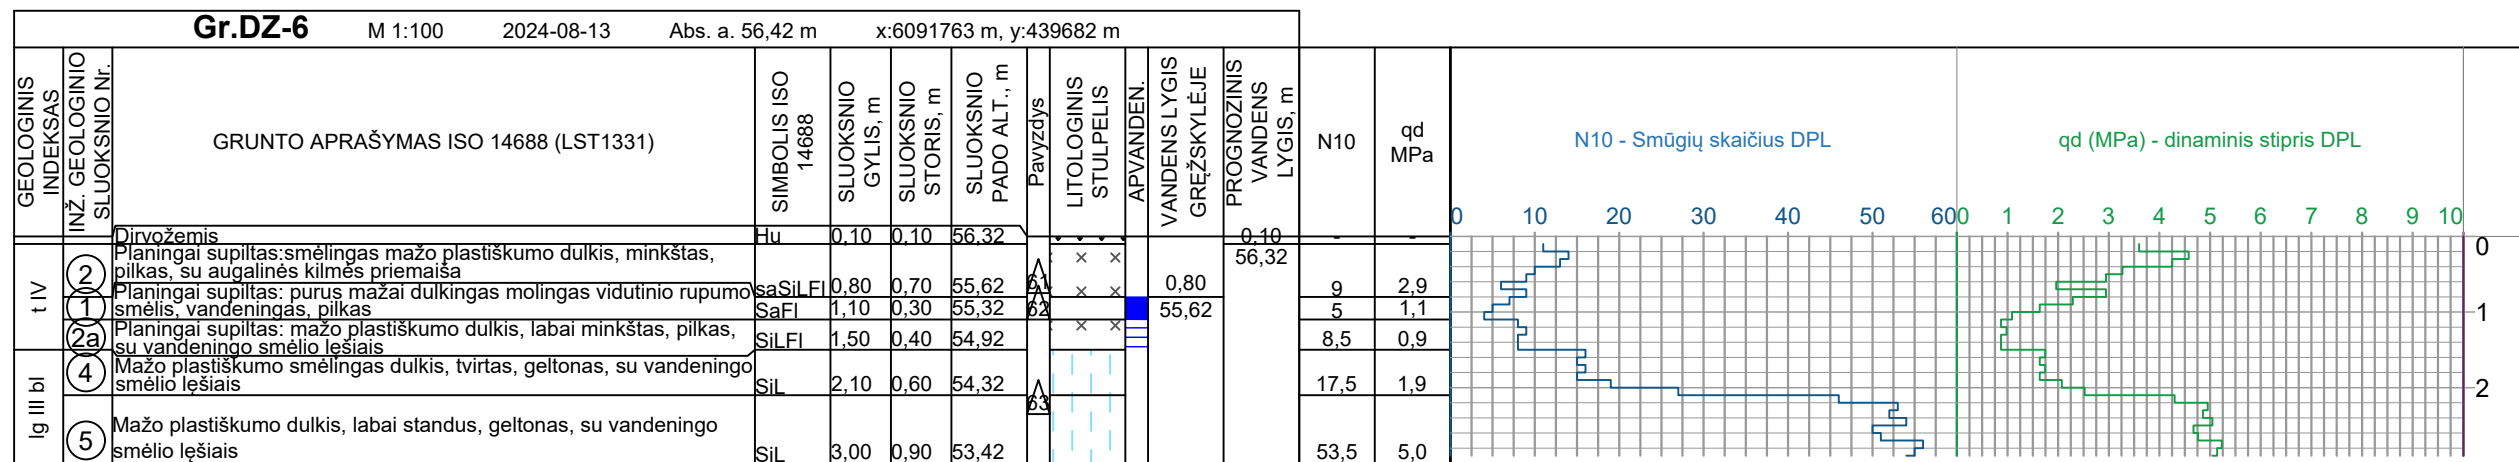 Gr.DZ-6 M 1:100 2024-08-13 Abs. a. 56,42 m x:6091763 m, y:439682 m
GEOLOGINIS
INDEKSAS
INŽ. GEOLOGINIO
SLUOKSNIO Nr.
GRUNTO APRAŠYMAS ISO 14688 (LST1331)
SIMBOLIS ISO
14688
SLUOKSNIO
GYLIS, m
SLUOKSNIO
STORIS, m
SLUOKSNIO
PADO ALT., m
Pavyzdys
LITOLOGINIS
STULPELIS
APVANDEN.
VANDENS LYGIS
GRĘŽSKYLĖJE
PROGNOZINIS
VANDENS
LYGIS, m
N10
qd
MPa
N10 - Smūgių skaičius DPL
qd (MPa) - dinaminis stipris DPL
0 10 20 30 40 50 60
0 1 2 3 4 5 6 7 8 9 10
Dirvožemis Hu 0,10 0,10 56,32 0,10 - -
56,32
t IV
2
Planingai supiltas:smėlingas mažo plastiškumo dulkis, minkštas,
pilkas, su augalinės kilmės priemaiša
saSiLFl 0,80 0,70 55,62 61 0,80 9 2,9
1
Planingai supiltas: purus mažai dulkingas molingas vidutinio rupumo
smėlis, vandeningas, pilkas
SaFl 1,10 0,30 55,32 62 55,62 5 1,1
2a
Planingai supiltas: mažo plastiškumo dulkis, labai minkštas, pilkas,
su vandeningo smėlio lęšiais
SiLFl 1,50 0,40 54,92 8,5 0,9
lg III bl
4
Mažo plastiškumo smėlingas dulkis, tvirtas, geltonas, su vandeningo
smėlio lęšiais
SiL 2,10 0,60 54,32 17,5 1,9
63
5
Mažo plastiškumo dulkis, labai standus, geltonas, su vandeningo
smėlio lęšiais
SiL 3,00 0,90 53,42 53,5 5,0
0
1
2